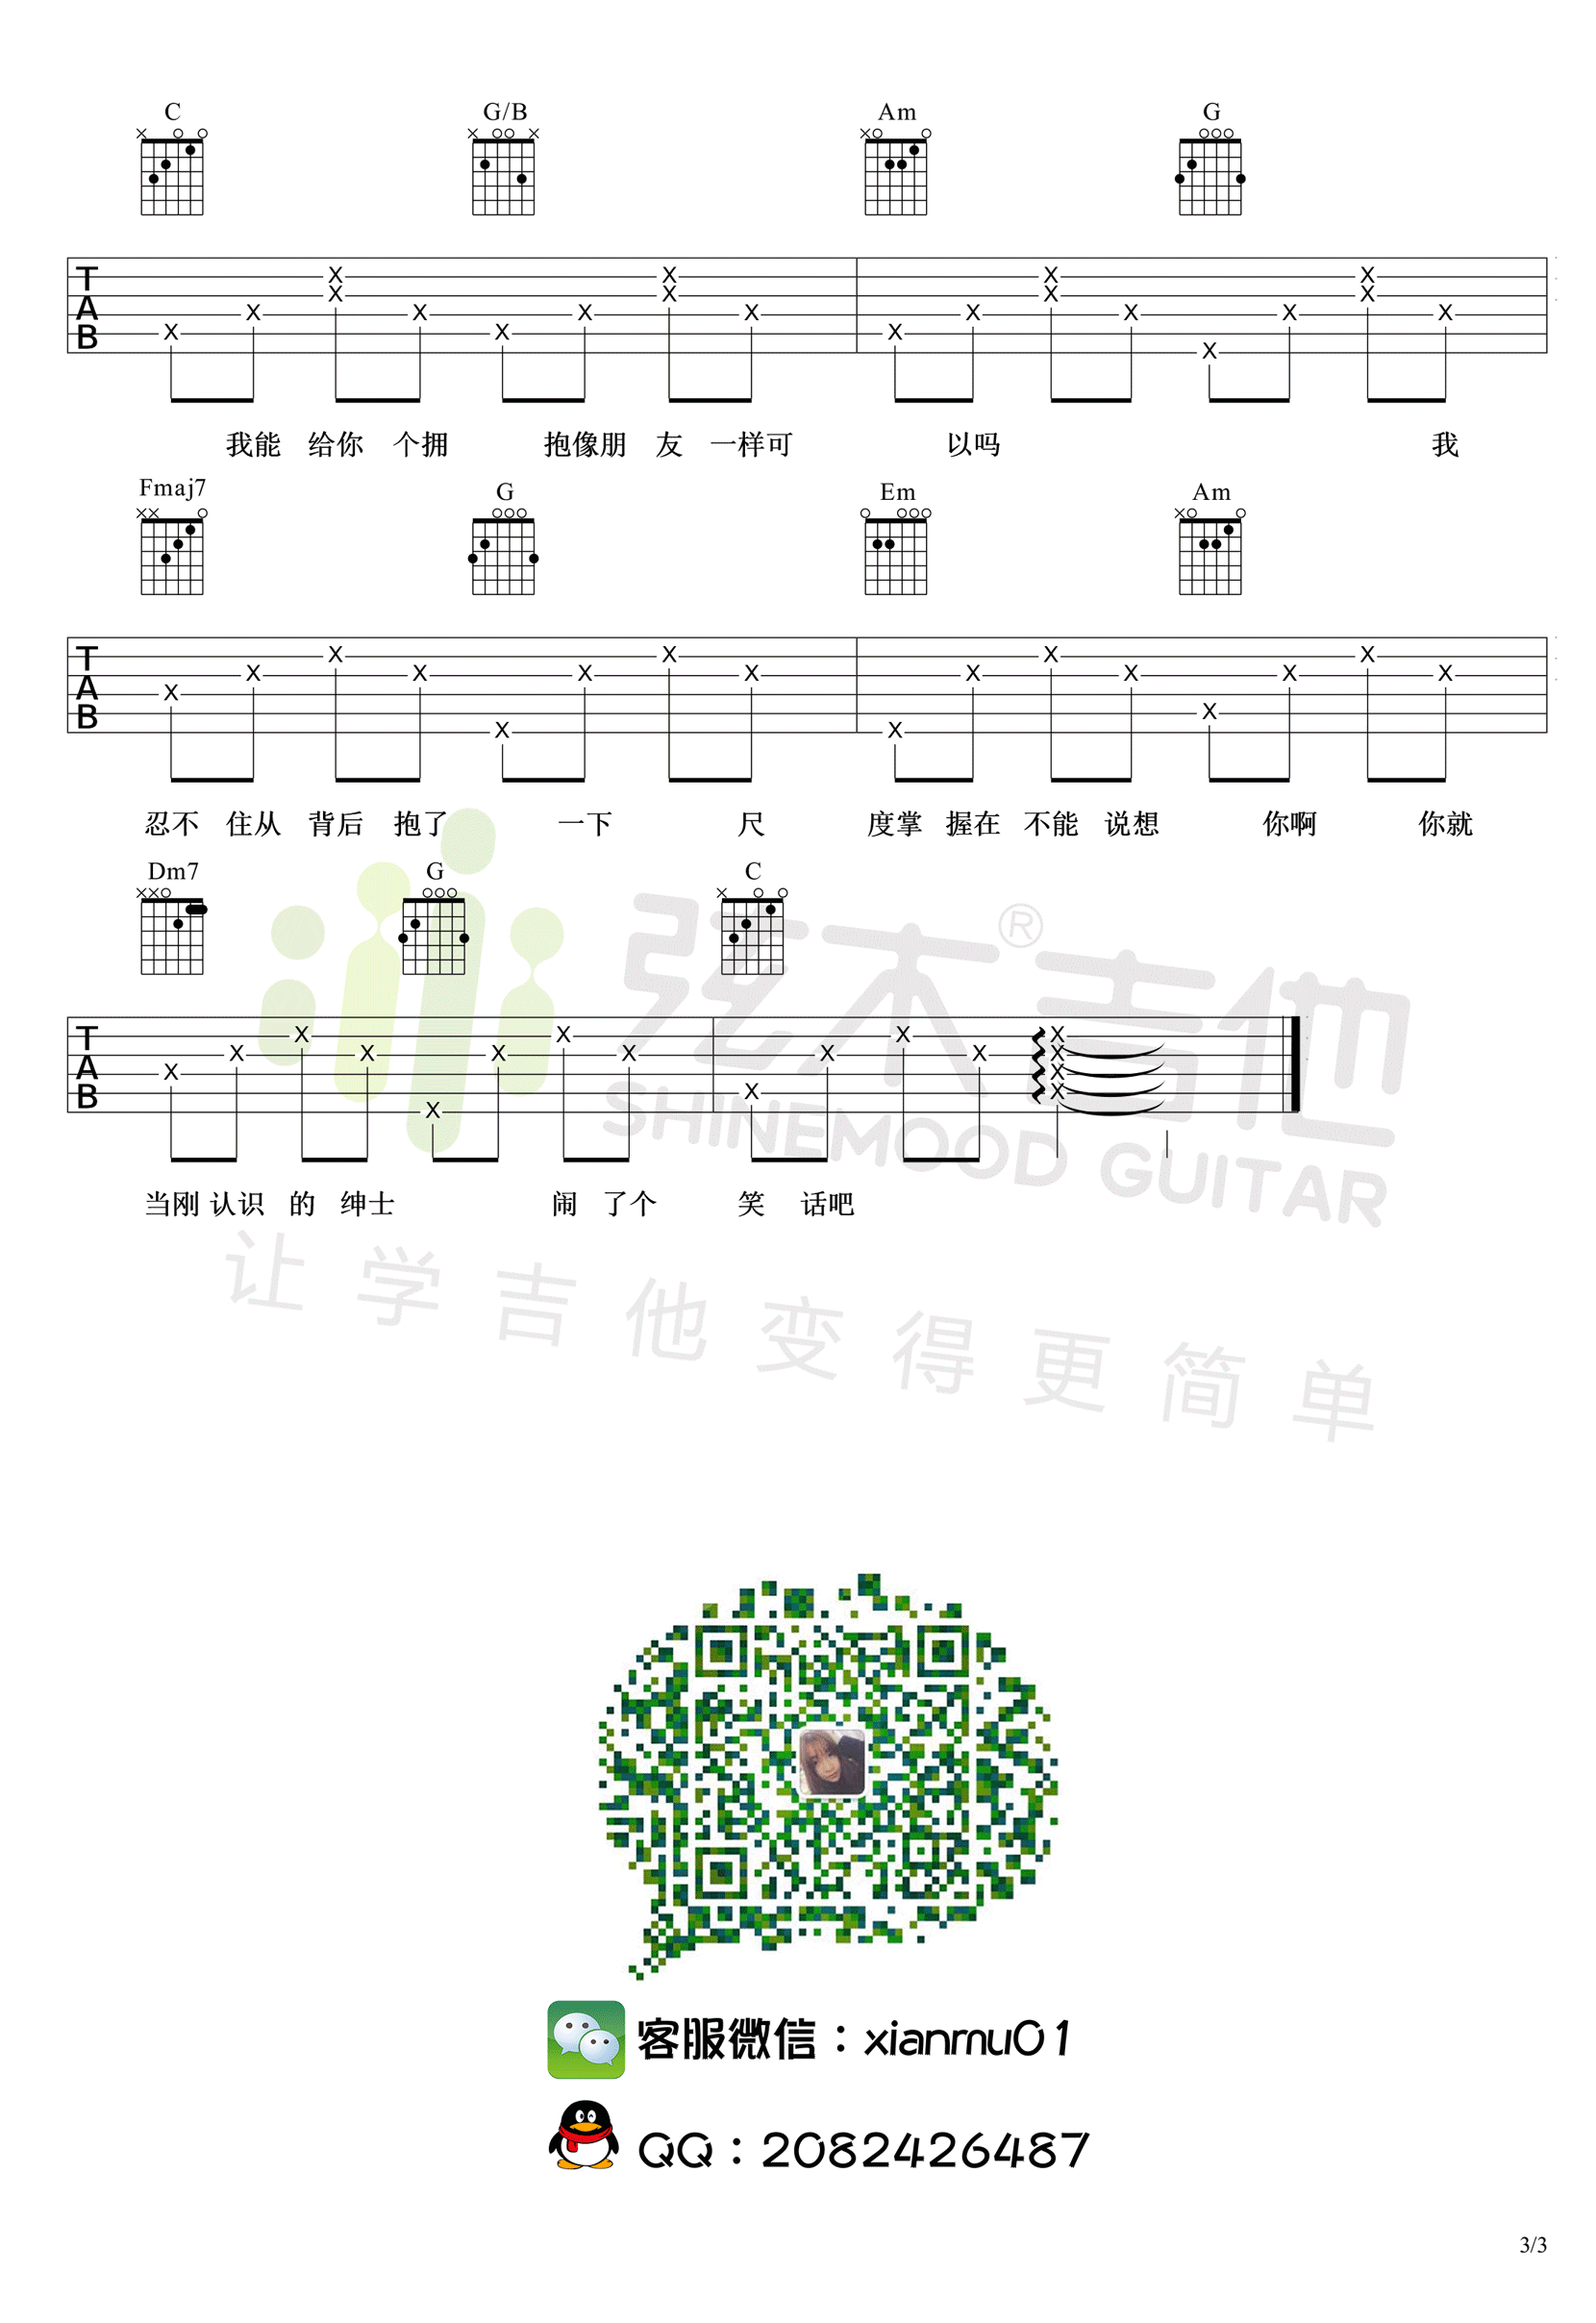 C G/B Am G
T
A
B
我能 给你 个拥 抱像朋 友 一样可 以吗 我
Fmaj7 G Em Am
T
A
B
忍不 住从 背后 抱了 一下 尺 度掌 握在 不能 说想 你啊 你就
Dm7 G C
T
A
B
当刚 认识 的 绅士 闹 了个 笑 话吧
弦木吉他®
SHINEMOOD GUITAR
让学吉他变得更简单
客服微信：xianmu01
QQ：2082426487
3/3